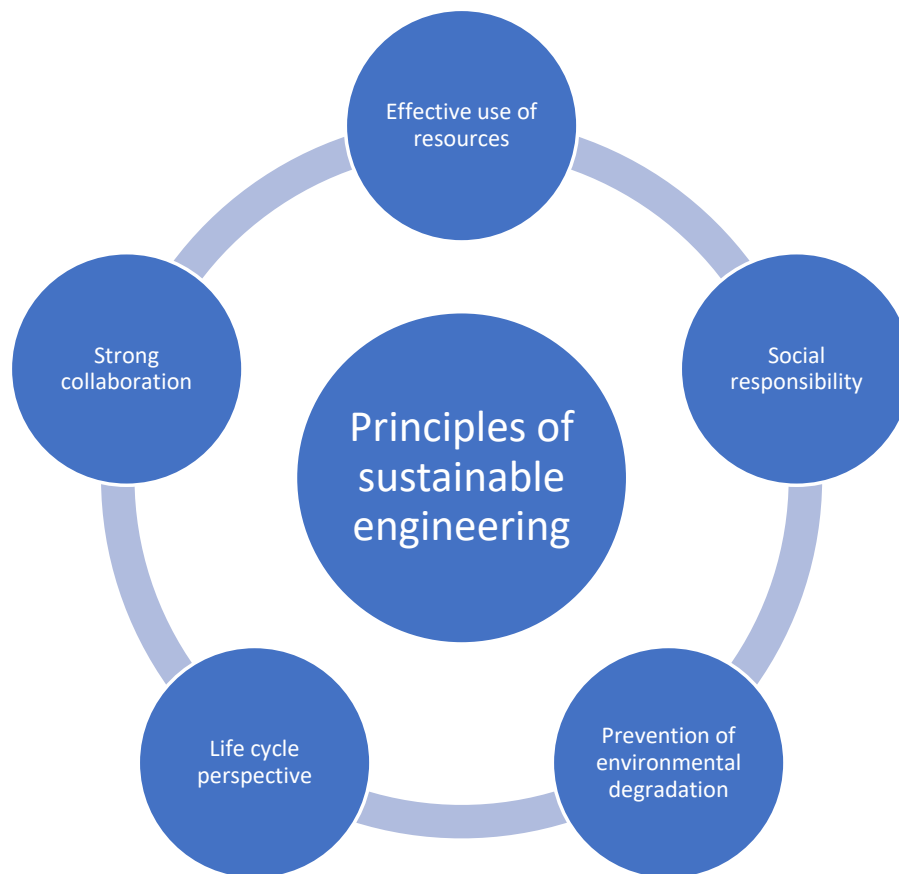 Effective use of
resources
Social
responsibility
Prevention of
environmental
degradation
Life cycle
perspective
Strong
collaboration
Principles of
sustainable
engineering